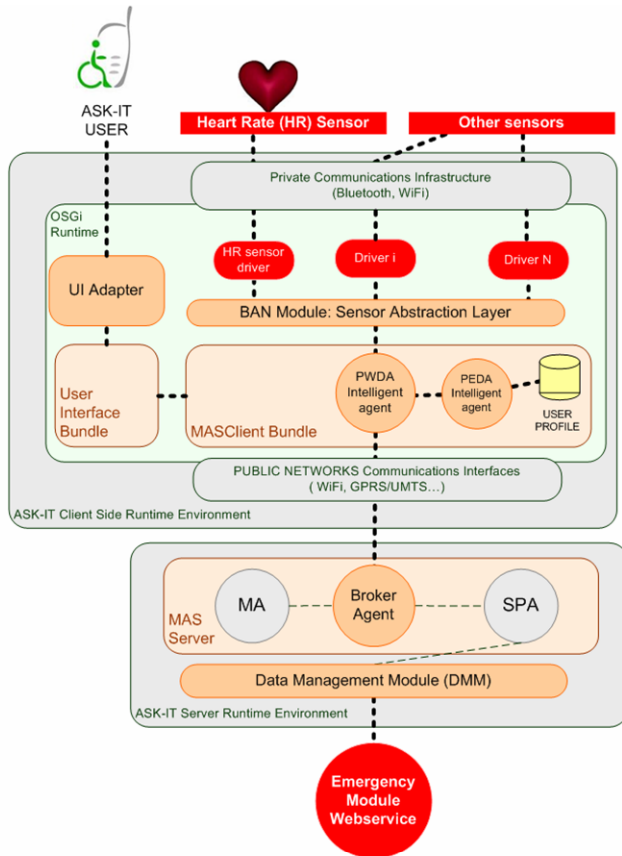 ASK-IT
USER
Heart Rate (HR) Sensor
Other sensors
Private Communications Infrastructure
(Bluetooth, WiFi)
OSGi
Runtime
HR sensor
driver
Driver i
Driver N
UI Adapter
BAN Module: Sensor Abstraction Layer
User
Interface
Bundle
PWDA
Intelligent
agent
PEDA
Intelligent
agent
USER
PROFILE
MASClient Bundle
PUBLIC NETWORKS Communications Interfaces
( WiFi, GPRS/UMTS...)
ASK-IT Client Side Runtime Environment
MA
Broker
Agent
SPA
MAS
Server
Data Management Module (DMM)
ASK-IT Server Runtime Environment
Emergency
Module
Webservice